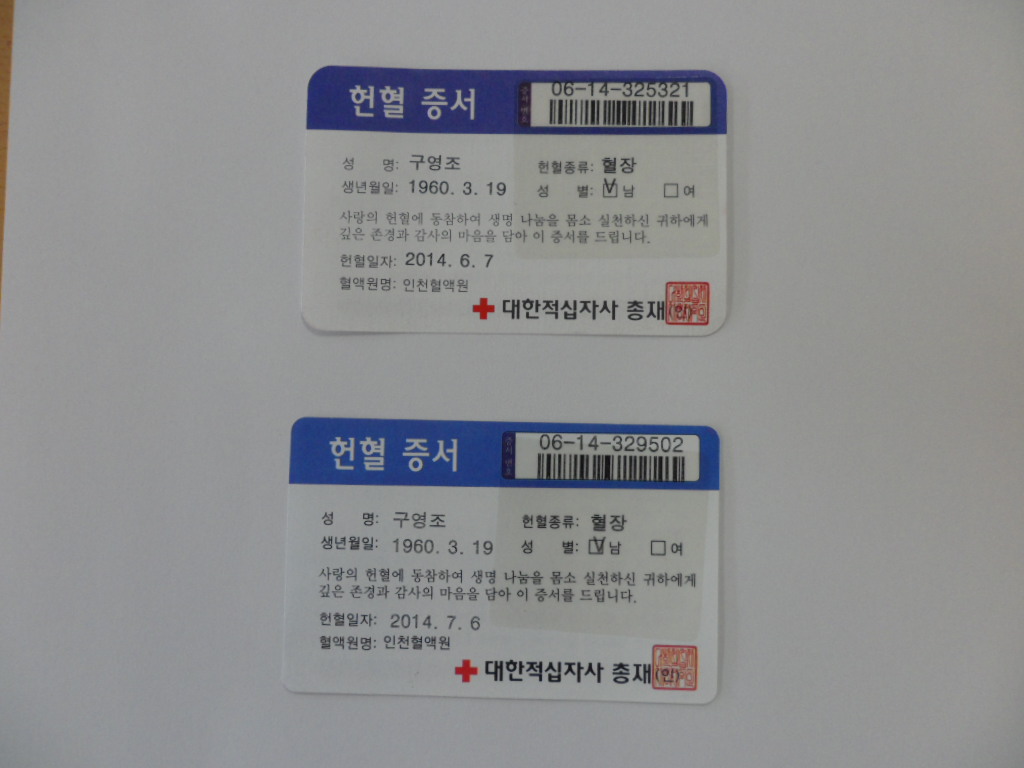 헌혈 증서
증서번호 06-14-325321
성 명: 구영조 헌혈종류: 혈장
생년월일: 1960. 3. 19 성 별: ☑남 □여
사랑의 헌혈에 동참하여 생명 나눔을 몸소 실천하신 귀하에게
깊은 존경과 감사의 마음을 담아 이 증서를 드립니다.
헌혈일자: 2014. 6. 7
혈액원명: 인천혈액원
대한적십자사 총재(인)
헌혈 증서
증서번호 06-14-329502
성 명: 구영조 헌혈종류: 혈장
생년월일: 1960. 3. 19 성 별: ☑남 □여
사랑의 헌혈에 동참하여 생명 나눔을 몸소 실천하신 귀하에게
깊은 존경과 감사의 마음을 담아 이 증서를 드립니다.
헌혈일자: 2014. 7. 6
혈액원명: 인천혈액원
대한적십자사 총재(인)